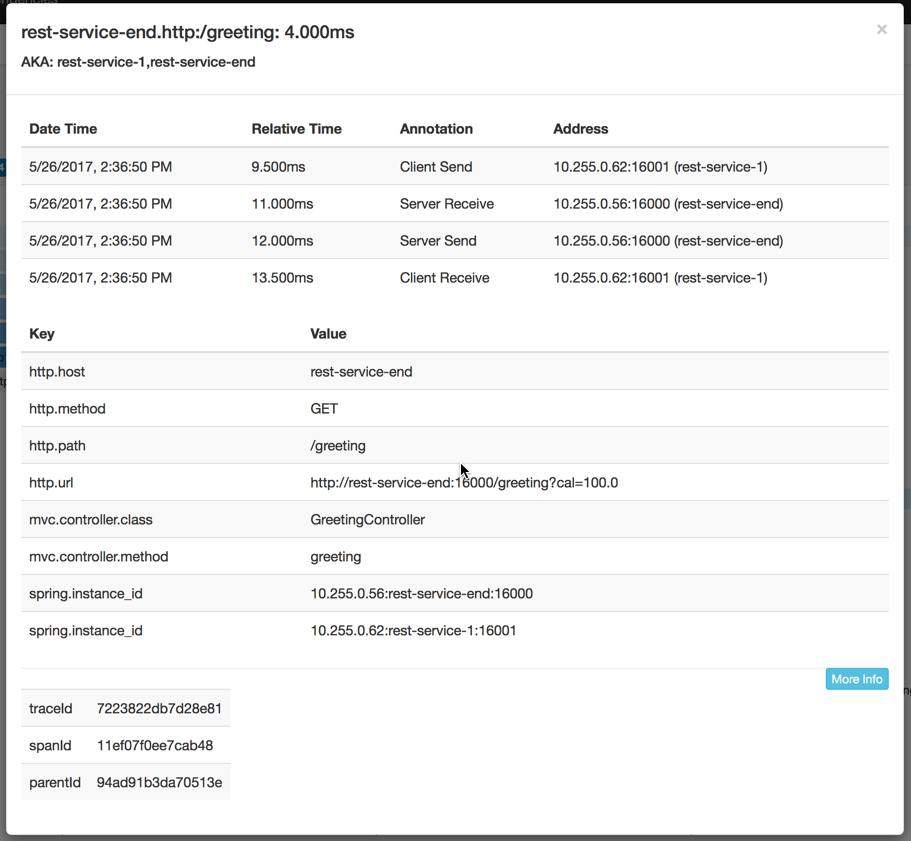 rest-service-end.http:/greeting: 4.000ms ×
AKA: rest-service-1,rest-service-end
Date Time Relative Time Annotation Address
5/26/2017, 2:36:50 PM 9.500ms Client Send 10.255.0.62:16001 (rest-service-1)
5/26/2017, 2:36:50 PM 11.000ms Server Receive 10.255.0.56:16000 (rest-service-end)
5/26/2017, 2:36:50 PM 12.000ms Server Send 10.255.0.56:16000 (rest-service-end)
5/26/2017, 2:36:50 PM 13.500ms Client Receive 10.255.0.62:16001 (rest-service-1)
Key Value
http.host rest-service-end
http.method GET
http.path /greeting
http.url http://rest-service-end:16000/greeting?cal=100.0
mvc.controller.class GreetingController
mvc.controller.method greeting
spring.instance_id 10.255.0.56:rest-service-end:16000
spring.instance_id 10.255.0.62:rest-service-1:16001
More Info
traceId 7223822db7d28e81
spanId 11ef07f0ee7cab48
parentId 94ad91b3da70513e